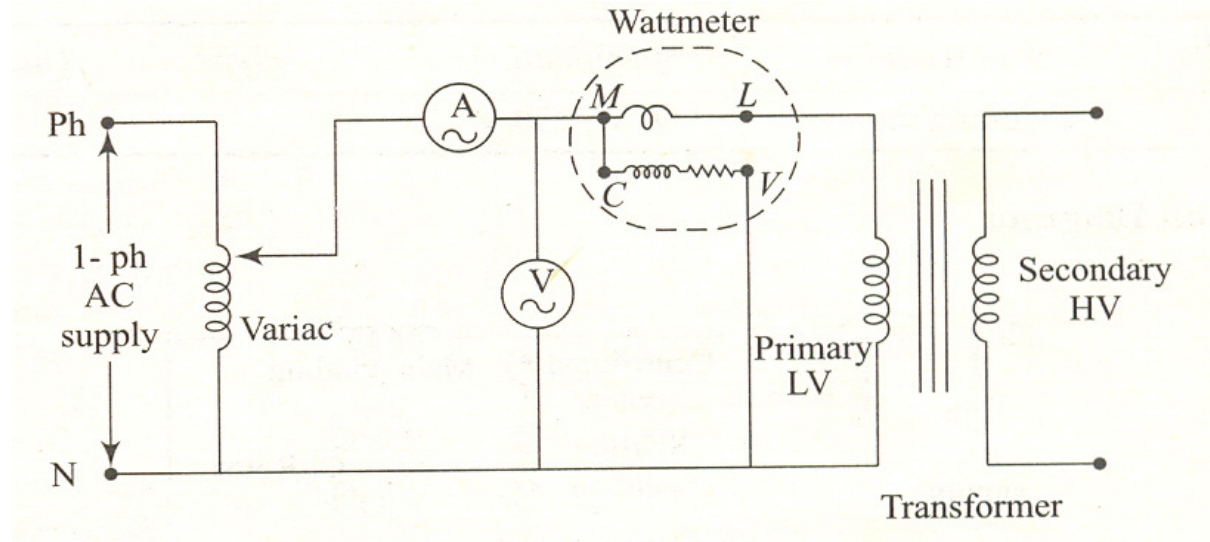 Wattmeter
Ph
A
M
L
C
V
1- ph
AC
supply
Variac
V
Primary
LV
Secondary
HV
N
Transformer